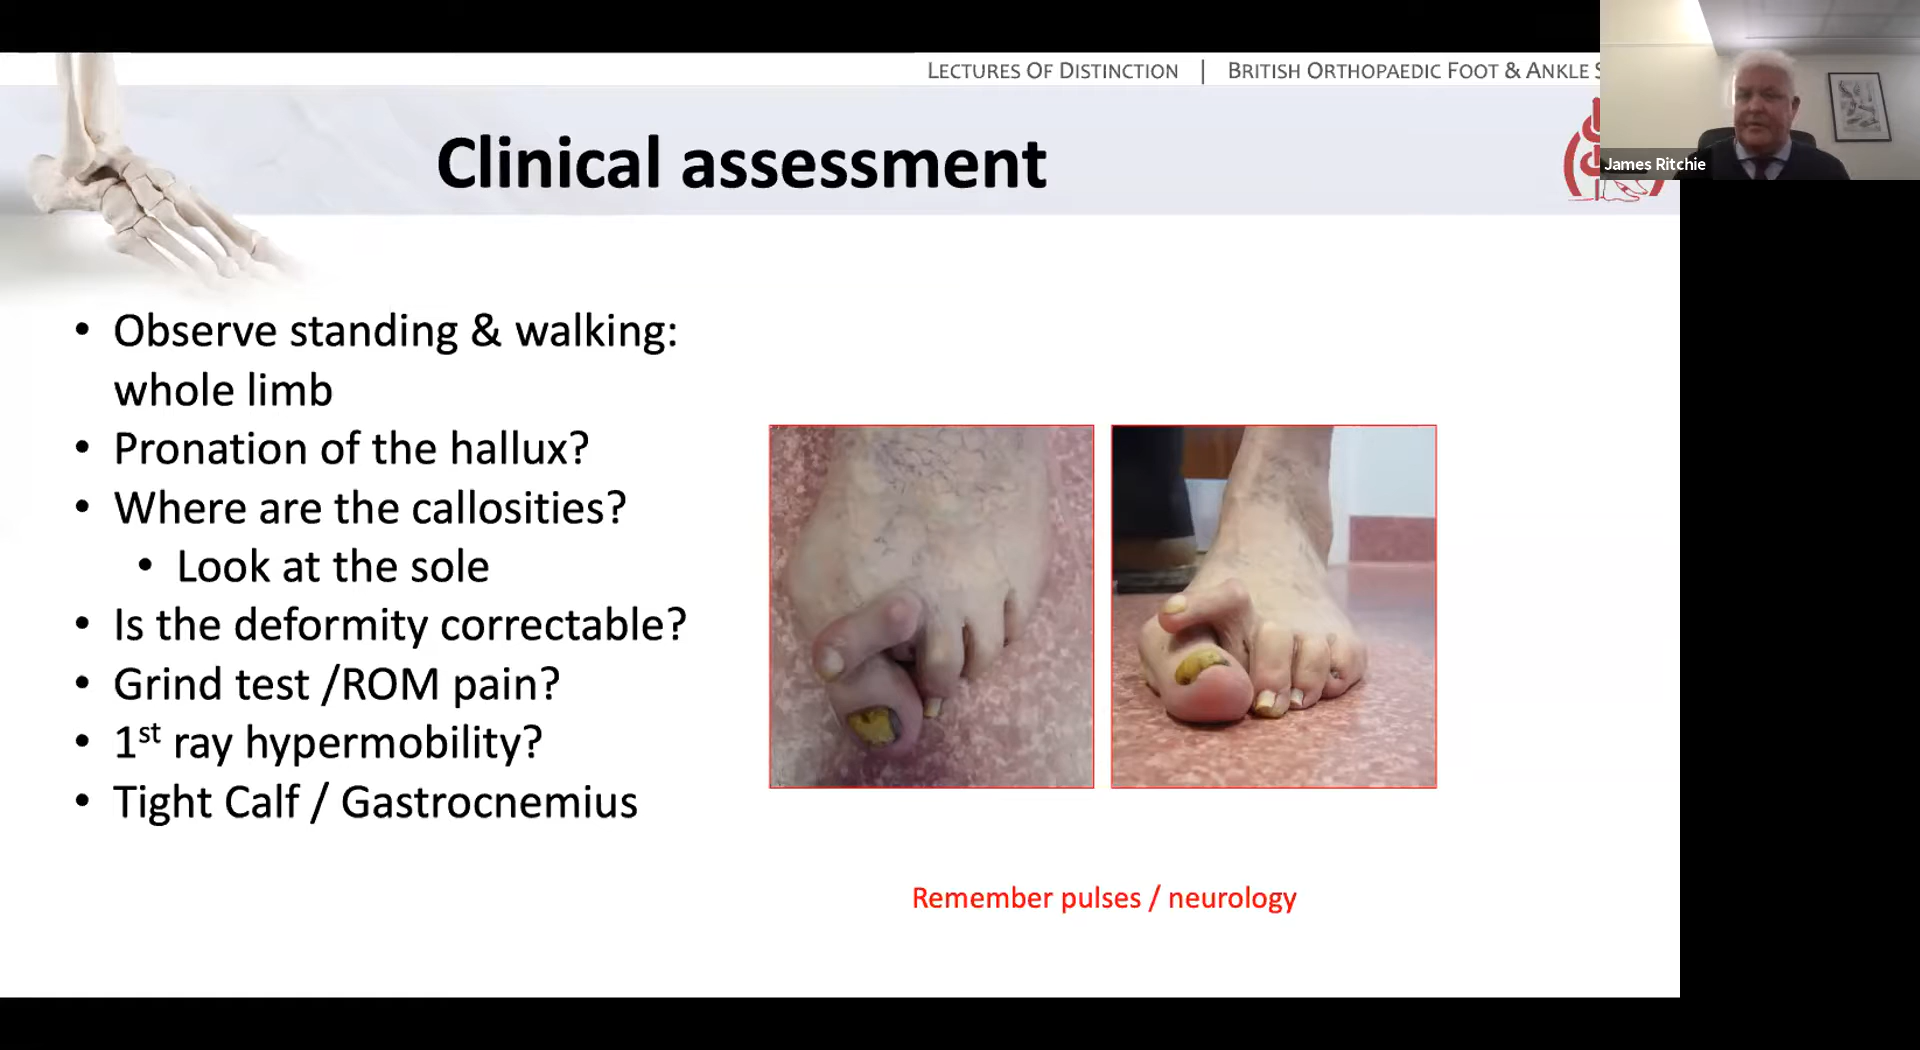 LECTURES OF DISTINCTION | BRITISH ORTHOPAEDIC FOOT & ANKLE
James Ritchie
Clinical assessment
• Observe standing & walking:
whole limb
• Pronation of the hallux?
• Where are the callosities?
• Look at the sole
• Is the deformity correctable?
• Grind test /ROM pain?
• 1st ray hypermobility?
• Tight Calf / Gastrocnemius
Remember pulses / neurology